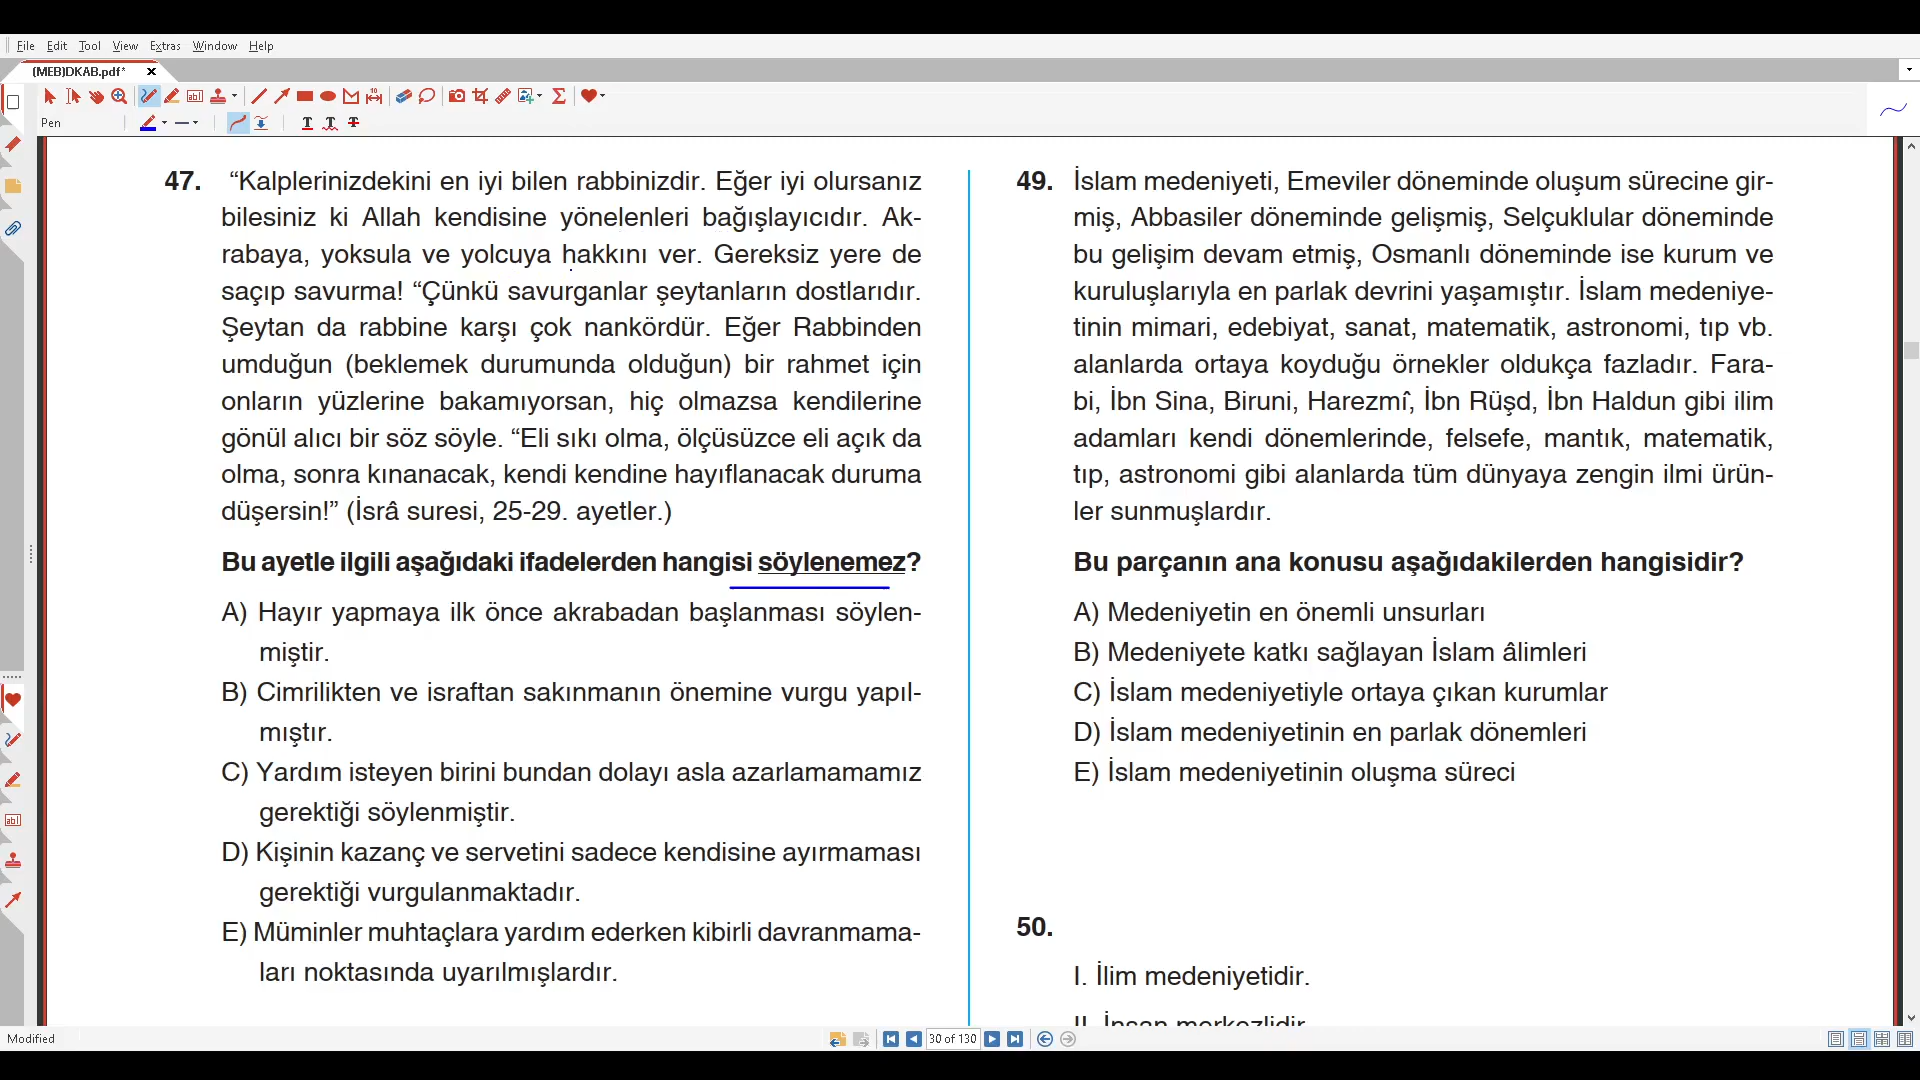 File Edit Tool View Extras Window Help
(MEB)DKAB.pdf*
Pen
47. “Kalplerinizdekini en iyi bilen rabbinizdir. Eğer iyi olursanız
bilesiniz ki Allah kendisine yönelenleri bağışlayıcıdır. Ak-
rabaya, yoksula ve yolcuya hakkını ver. Gereksiz yere de
saçıp savurma! “Çünkü savurganlar şeytanların dostlarıdır.
Şeytan da rabbine karşı çok nankördür. Eğer Rabbinden
umduğun (beklemek durumunda olduğun) bir rahmet için
onların yüzlerine bakamıyorsan, hiç olmazsa kendilerine
gönül alıcı bir söz söyle. “Eli sıkı olma, ölçüsüzce eli açık da
olma, sonra kınanacak, kendi kendine hayıflanacak duruma
düşersin!” (İsrâ suresi, 25-29. ayetler.)
Bu ayetle ilgili aşağıdaki ifadelerden hangisi söylenemez?
A) Hayır yapmaya ilk önce akrabadan başlanması söylen-
miştir.
B) Cimrilikten ve israftan sakınmanın önemine vurgu yapıl-
mıştır.
C) Yardım isteyen birini bundan dolayı asla azarlamamamız
gerektiği söylenmiştir.
D) Kişinin kazanç ve servetini sadece kendisine ayırmaması
gerektiği vurgulanmaktadır.
E) Müminler muhtaçlara yardım ederken kibirli davranmama-
ları noktasında uyarılmışlardır.
49. İslam medeniyeti, Emeviler döneminde oluşum sürecine gir-
miş, Abbasiler döneminde gelişmiş, Selçuklular döneminde
bu gelişim devam etmiş, Osmanlı döneminde ise kurum ve
kuruluşlarıyla en parlak devrini yaşamıştır. İslam medeniye-
tinin mimari, edebiyat, sanat, matematik, astronomi, tıp vb.
alanlarda ortaya koyduğu örnekler oldukça fazladır. Fara-
bi, İbn Sina, Biruni, Harezmî, İbn Rüşd, İbn Haldun gibi ilim
adamları kendi dönemlerinde, felsefe, mantık, matematik,
tıp, astronomi gibi alanlarda tüm dünyaya zengin ilmi ürün-
ler sunmuşlardır.
Bu parçanın ana konusu aşağıdakilerden hangisidir?
A) Medeniyetin en önemli unsurları
B) Medeniyete katkı sağlayan İslam âlimleri
C) İslam medeniyetiyle ortaya çıkan kurumlar
D) İslam medeniyetinin en parlak dönemleri
E) İslam medeniyetinin oluşma süreci
50.
I. İlim medeniyetidir.
II. İnsan merkezlidir.
Modified
30 of 130